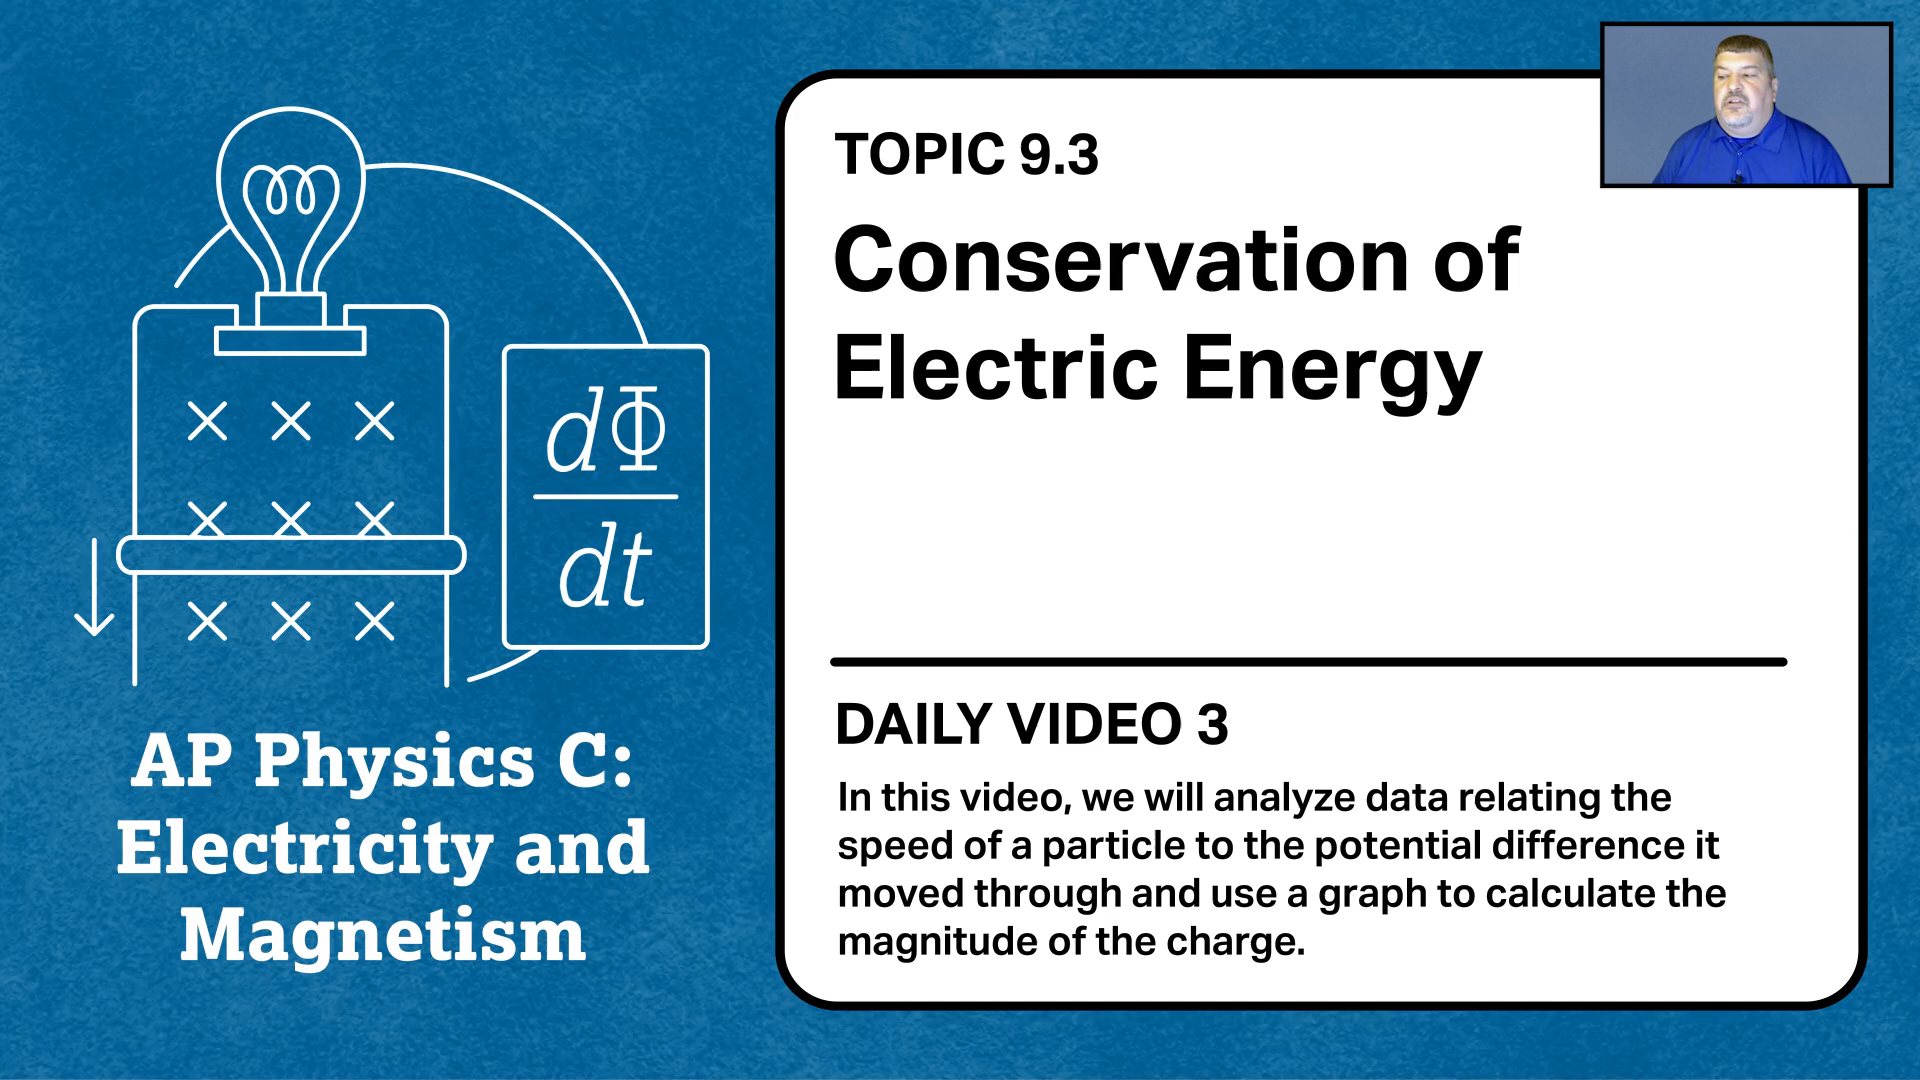 dΦ
dt
AP Physics C:
Electricity and
Magnetism
TOPIC 9.3
Conservation of
Electric Energy
DAILY VIDEO 3
In this video, we will analyze data relating the
speed of a particle to the potential difference it
moved through and use a graph to calculate the
magnitude of the charge.